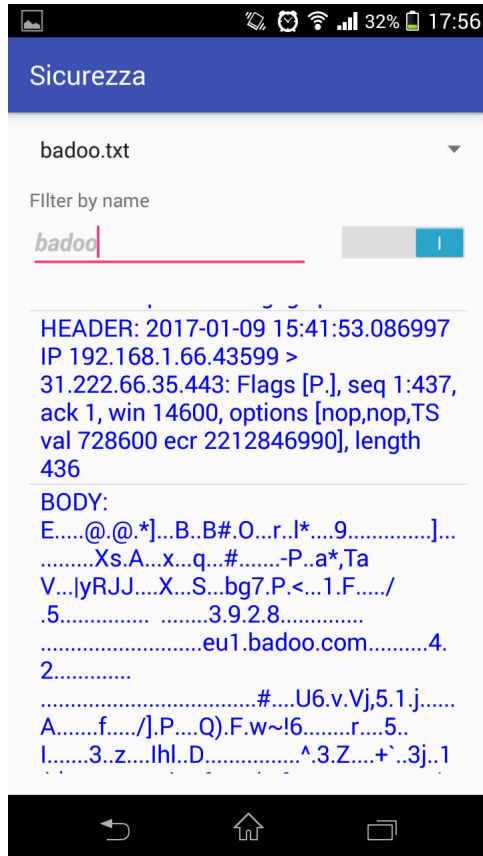 32% 17:56
Sicurezza
badoo.txt
FIlter by name
badoo
HEADER: 2017-01-09 15:41:53.086997
IP 192.168.1.66.43599 >
31.222.66.35.443: Flags [P.], seq 1:437,
ack 1, win 14600, options [nop,nop,TS
val 728600 ecr 2212846990], length
436
BODY:
E.....@.@.*]...B..B#.O...r..l*....9..............]...
.........Xs.A...x...q...#.......-P..a*,Ta
V...|yRJJ....X...S...bg7.P.<...1.F...../
.5............... ........3.9.2.8..............
...........................eu1.badoo.com..........4.
2.............
....................................#....U6.v.Vj,5.1.j......
A.......f...../].P....Q).F.w~!6........r....5..
I.......3..z....Ihl..D................^.3.Z....+`..3j..1